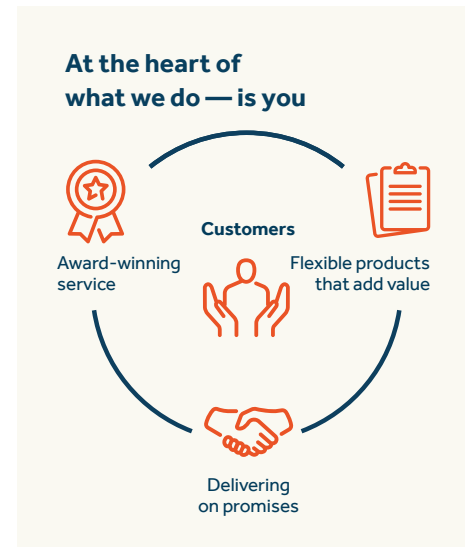 At the heart of
what we do — is you
Customers
Award-winning
service
Flexible products
that add value
Delivering
on promises